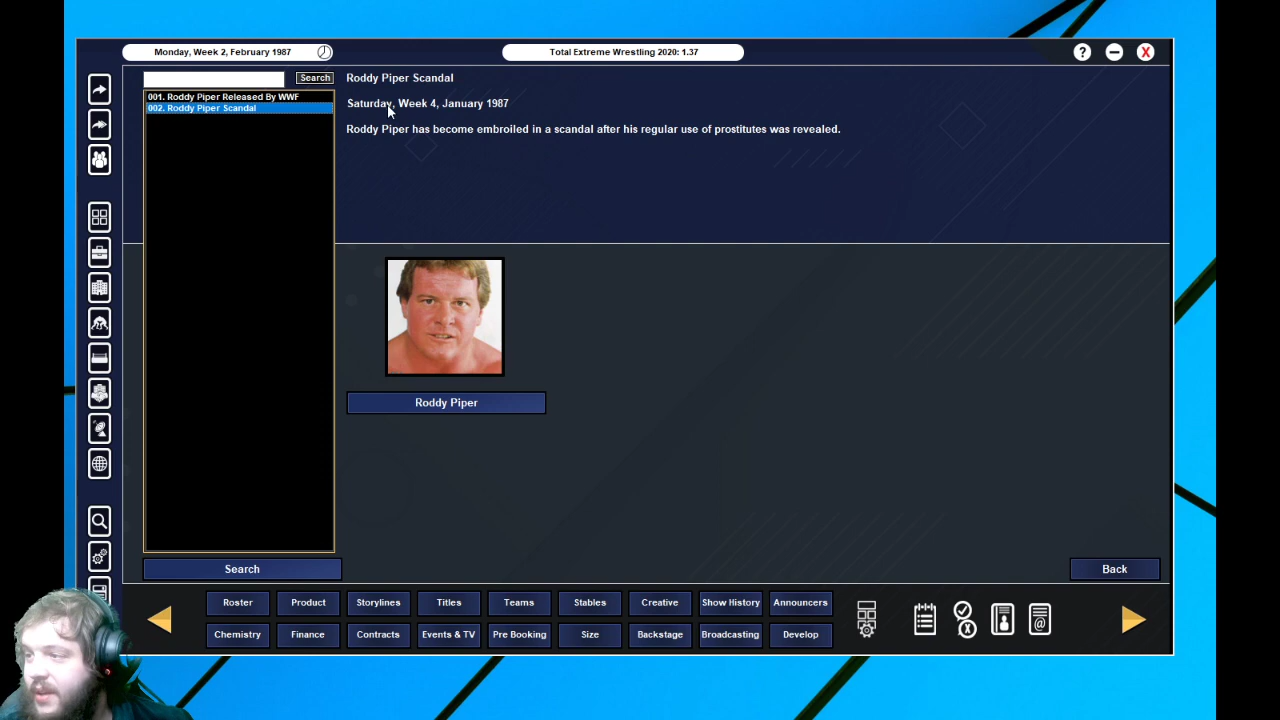 Monday, Week 2, February 1987
Total Extreme Wrestling 2020: 1.37
?
X
Search
Roddy Piper Scandal
001. Roddy Piper Released By WWF
002. Roddy Piper Scandal
Saturday, Week 4, January 1987
Roddy Piper has become embroiled in a scandal after his regular use of prostitutes was revealed.
Roddy Piper
Search
Back
Roster
Product
Storylines
Titles
Teams
Stables
Creative
Show History
Announcers
Chemistry
Finance
Contracts
Events & TV
Pre Booking
Size
Backstage
Broadcasting
Develop